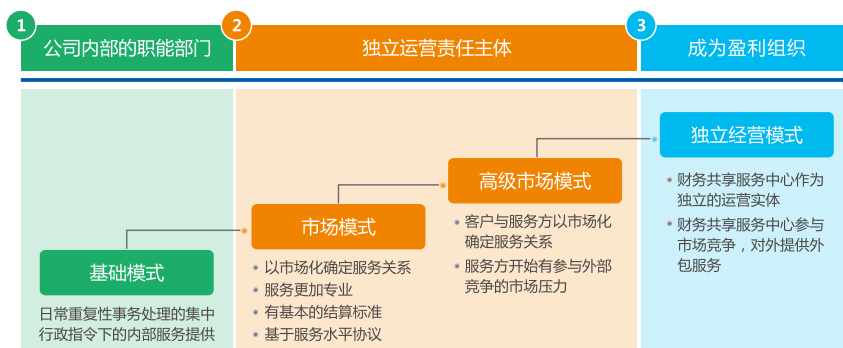 1
公司内部的职能部门
2
独立运营责任主体
3
成为盈利组织
基础模式
日常重复性事务处理的集中
行政指令下的内部服务提供
市场模式
• 以市场化确定服务关系
• 服务更加专业
• 有基本的结算标准
• 基于服务水平协议
高级市场模式
• 客户与服务方以市场化
确定服务关系
• 服务方开始有参与外部
竞争的市场压力
独立经营模式
• 财务共享服务中心作为
独立的运营实体
• 财务共享服务中心参与
市场竞争，对外提供外
包服务